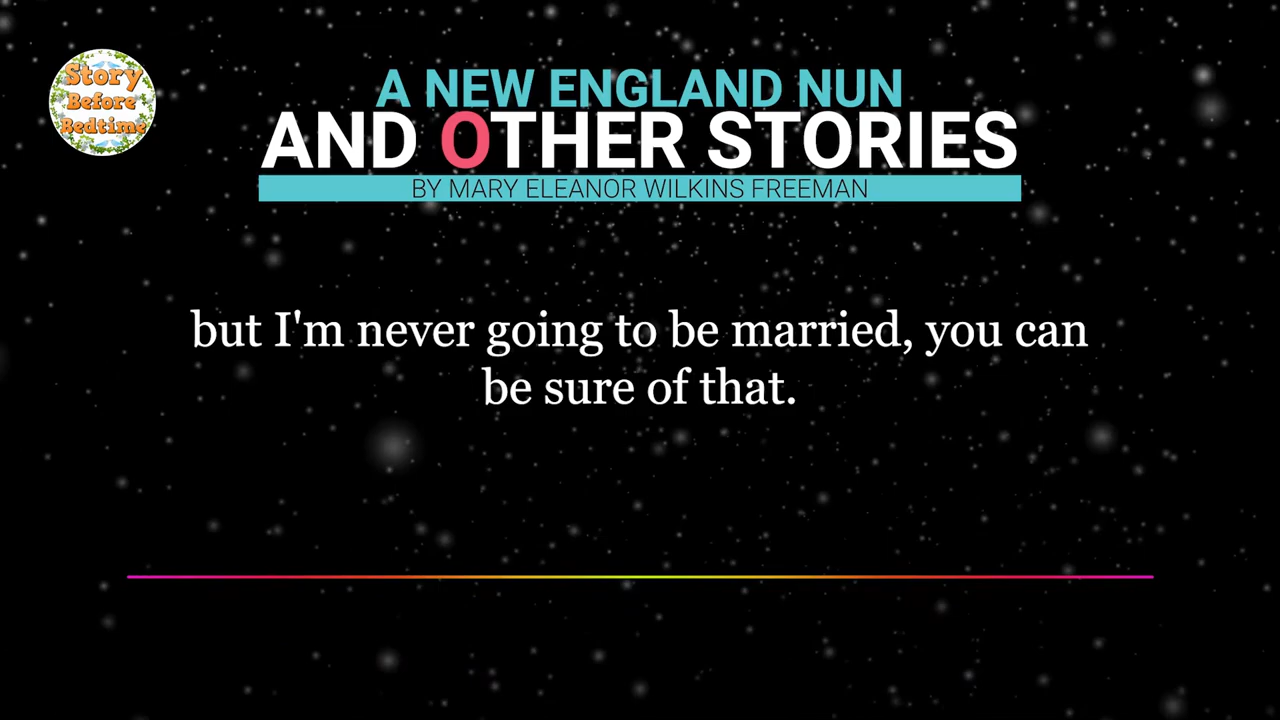 Story
Before
Bedtime
A NEW ENGLAND NUN
AND OTHER STORIES
BY MARY ELEANOR WILKINS FREEMAN
but I'm never going to be married, you can
be sure of that.